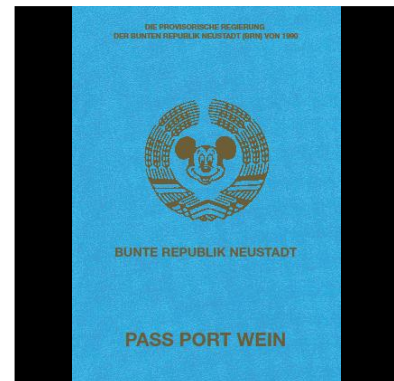 DIE PROVISORISCHE REGIERUNG
DER BUNTEN REPUBLIK NEUSTADT (BRN) VON 1990
BUNTE REPUBLIK NEUSTADT
PASS PORT WEIN